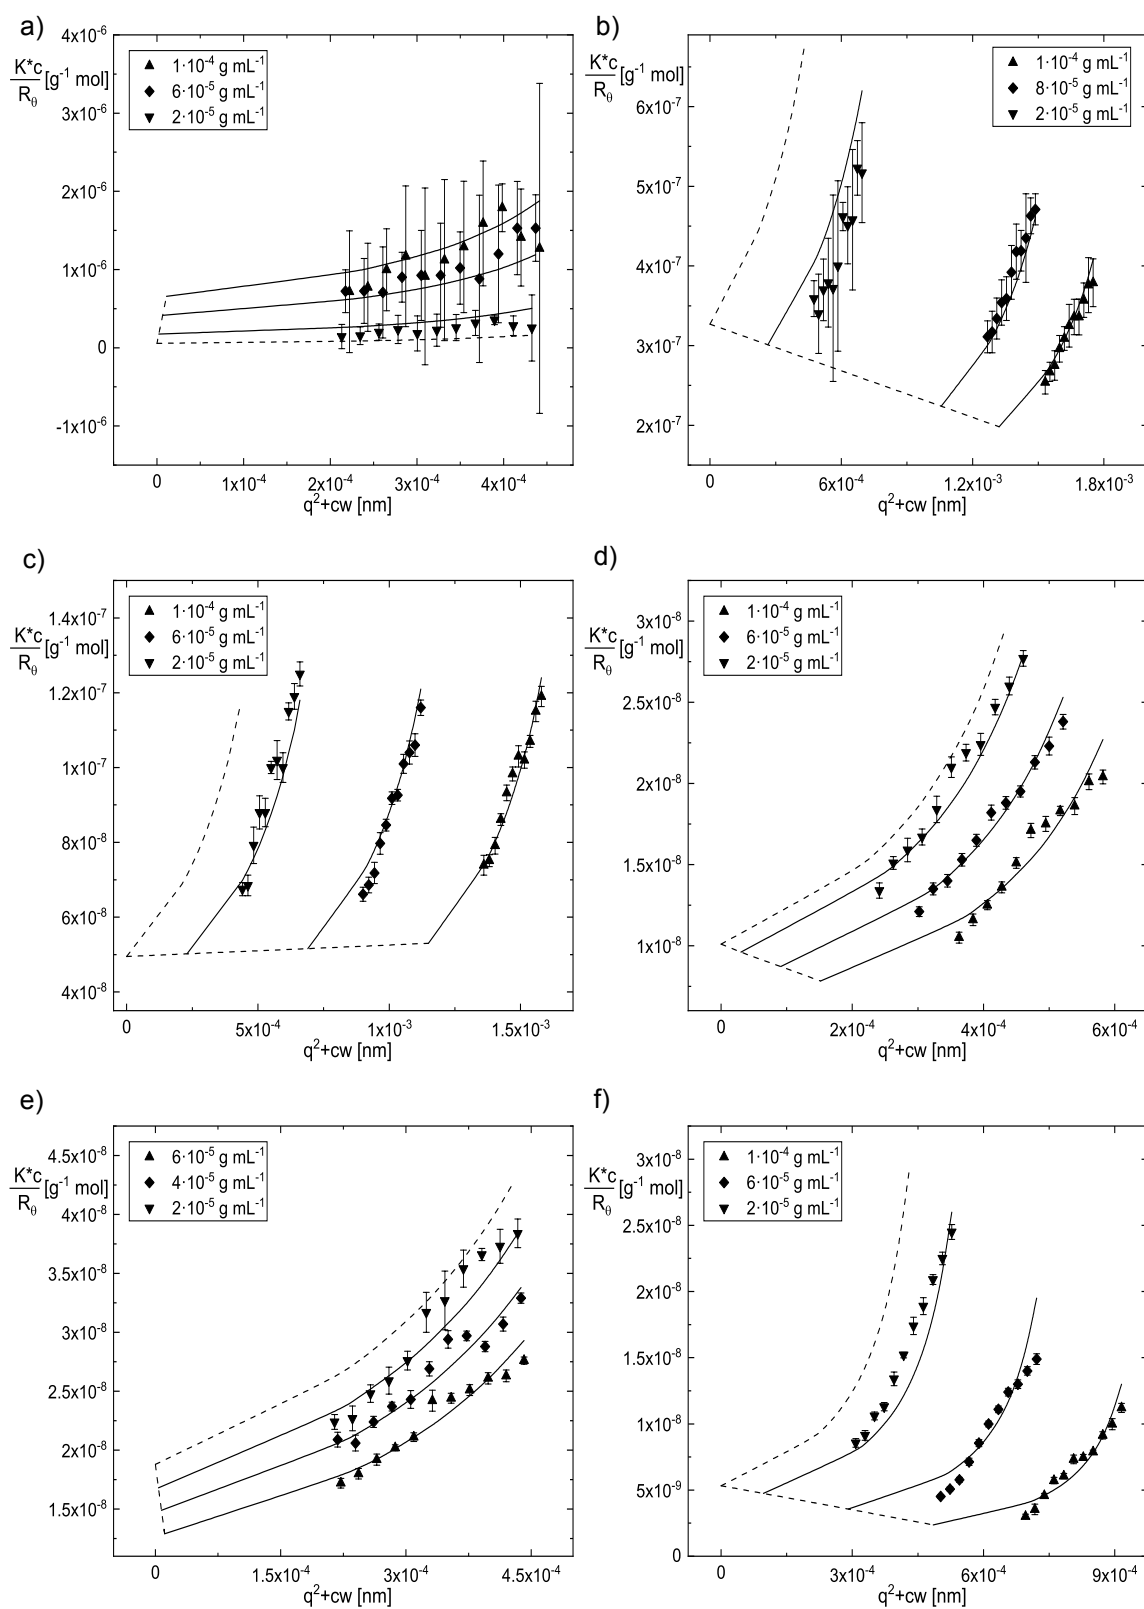 a)
4x10⁻⁶
K*c
R_θ
[g⁻¹ mol]
3x10⁻⁶
2x10⁻⁶
1x10⁻⁶
0
-1x10⁻⁶
1·10⁻⁴ g mL⁻¹
6·10⁻⁵ g mL⁻¹
2·10⁻⁵ g mL⁻¹
0
1x10⁻⁴
2x10⁻⁴
3x10⁻⁴
4x10⁻⁴
q²+cw [nm]
b)
K*c
R_θ
[g⁻¹ mol]
6x10⁻⁷
5x10⁻⁷
4x10⁻⁷
3x10⁻⁷
2x10⁻⁷
1·10⁻⁴ g mL⁻¹
8·10⁻⁵ g mL⁻¹
2·10⁻⁵ g mL⁻¹
0
6x10⁻⁴
1.2x10⁻³
1.8x10⁻³
q²+cw [nm]
c)
1.4x10⁻⁷
K*c
R_θ
[g⁻¹ mol]
1.2x10⁻⁷
1x10⁻⁷
8x10⁻⁸
6x10⁻⁸
4x10⁻⁸
1·10⁻⁴ g mL⁻¹
6·10⁻⁵ g mL⁻¹
2·10⁻⁵ g mL⁻¹
0
5x10⁻⁴
1x10⁻³
1.5x10⁻³
q²+cw [nm]
d)
3x10⁻⁸
K*c
R_θ
[g⁻¹ mol]
2.5x10⁻⁸
2x10⁻⁸
1.5x10⁻⁸
1x10⁻⁸
1·10⁻⁴ g mL⁻¹
6·10⁻⁵ g mL⁻¹
2·10⁻⁵ g mL⁻¹
0
2x10⁻⁴
4x10⁻⁴
6x10⁻⁴
q²+cw [nm]
e)
4.5x10⁻⁸
K*c
R_θ
[g⁻¹ mol]
4x10⁻⁸
3.5x10⁻⁸
3x10⁻⁸
2.5x10⁻⁸
2x10⁻⁸
1.5x10⁻⁸
6·10⁻⁵ g mL⁻¹
4·10⁻⁵ g mL⁻¹
2·10⁻⁵ g mL⁻¹
0
1.5x10⁻⁴
3x10⁻⁴
4.5x10⁻⁴
q²+cw [nm]
f)
3x10⁻⁸
K*c
R_θ
[g⁻¹ mol]
2.5x10⁻⁸
2x10⁻⁸
1.5x10⁻⁸
1x10⁻⁸
5x10⁻⁹
0
1·10⁻⁴ g mL⁻¹
6·10⁻⁵ g mL⁻¹
2·10⁻⁵ g mL⁻¹
0
3x10⁻⁴
6x10⁻⁴
9x10⁻⁴
q²+cw [nm]